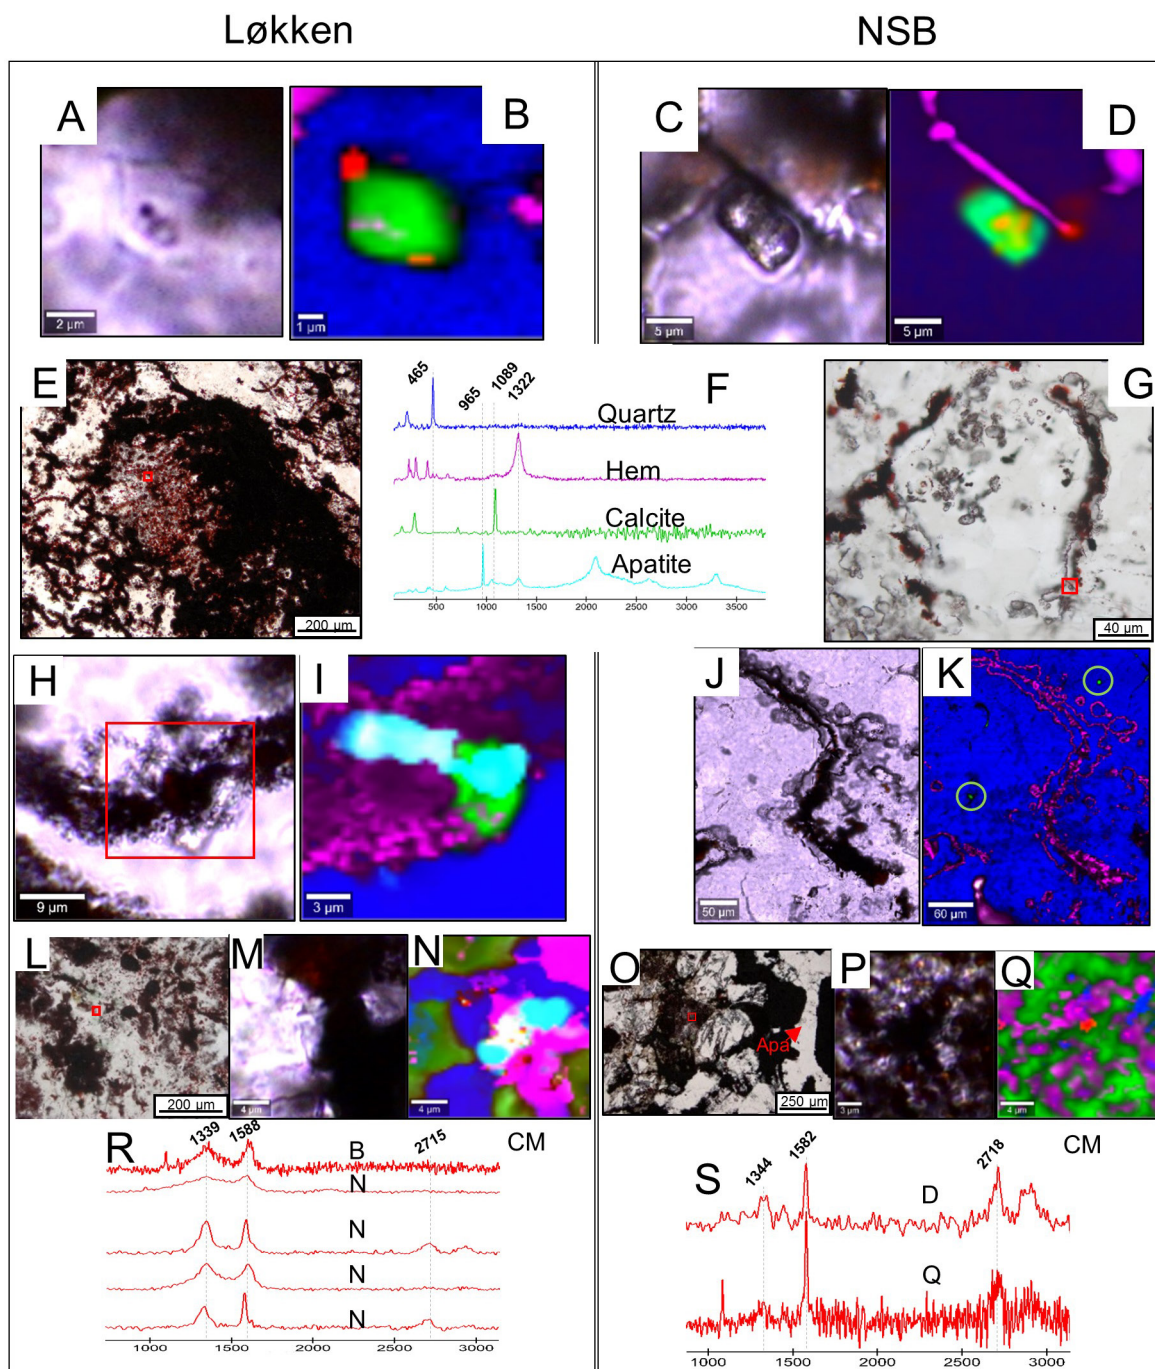 Løkken NSB
A B C D
2 µm 1 µm 5 µm 5 µm
E F G
465 965 1089 1322
Quartz
Hem
Calcite
Apatite
500 1000 1500 2000 2500 3000 3500
200 µm 40 µm
H I J K
9 µm 3 µm 50 µm 60 µm
L M N O P Q
Apa
200 µm 4 µm 4 µm 250 µm 3 µm 4 µm
R 1339 1588 2715 CM
B
N
N
N
N
1000 1500 2000 2500 3000
S 1344 1582 2718 CM
D
Q
1000 1500 2000 2500 3000